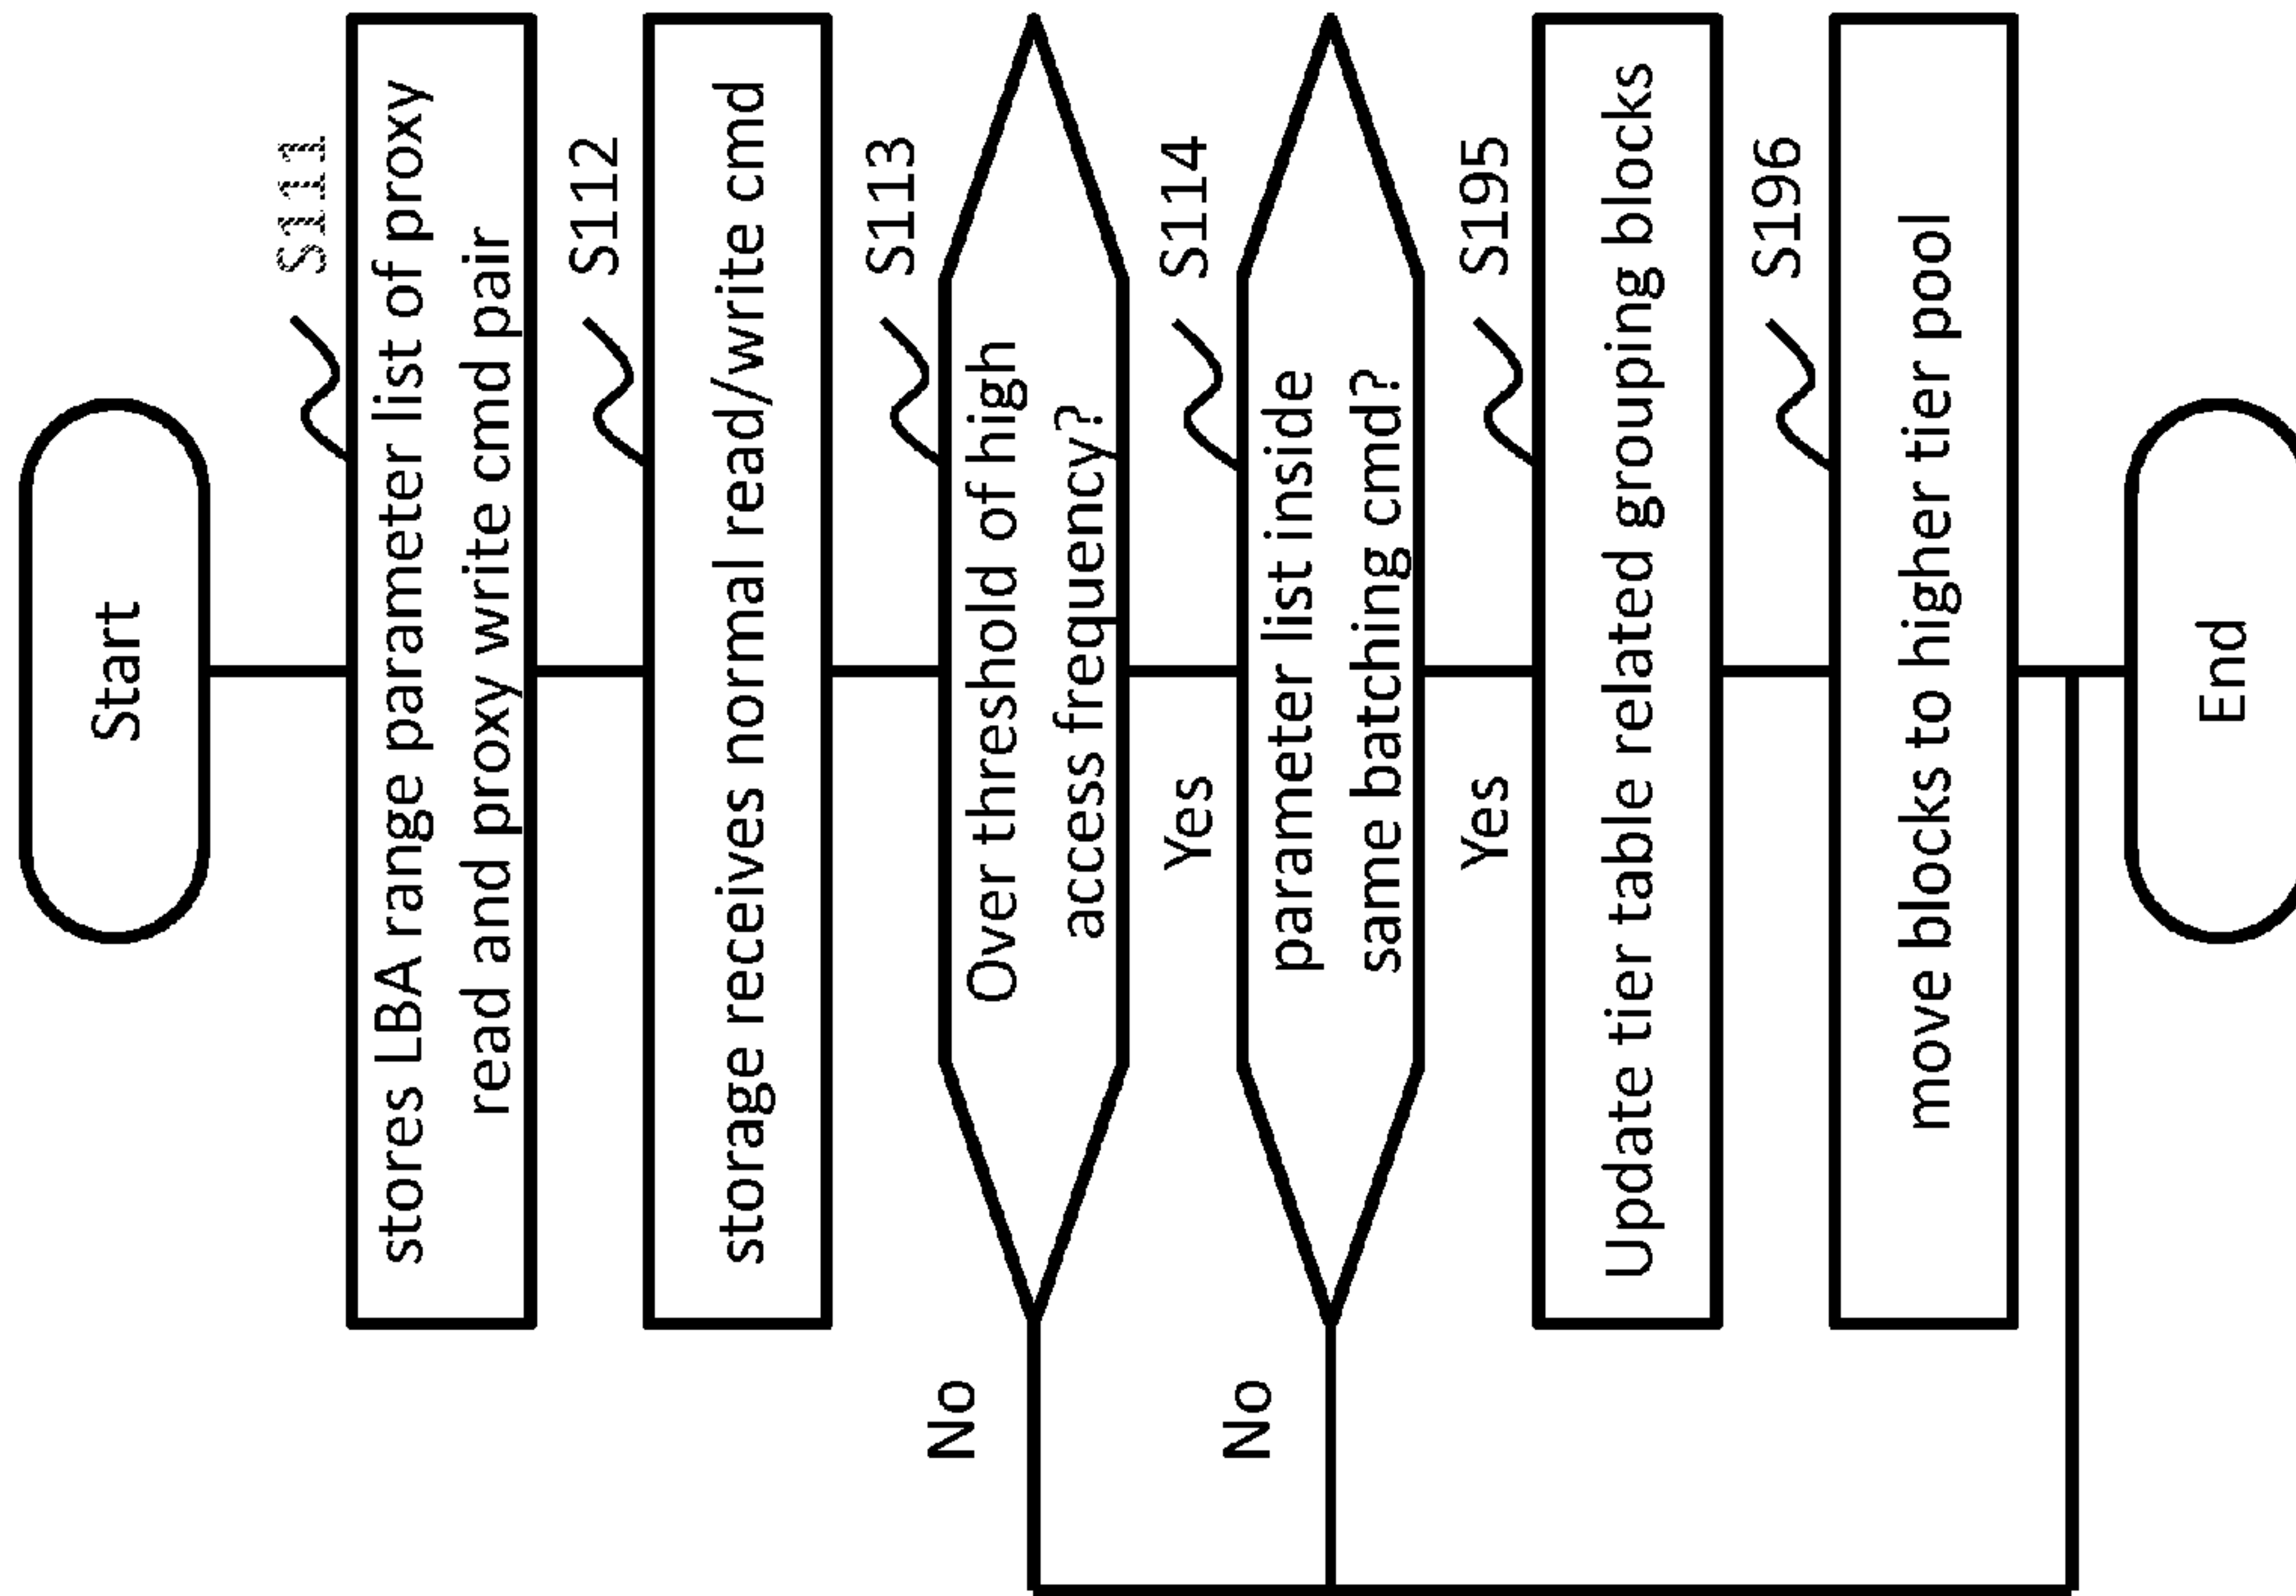 Start
S111
stores LBA range parameter list of proxy
read and proxy write cmd pair
S112
storage receives normal read/write cmd
S113
Over threshold of high
access frequency?
No
Yes
S114
parameter list inside
same batching cmd?
No
Yes
S195
Update tier table related grouping blocks
S196
move blocks to higher tier pool
End